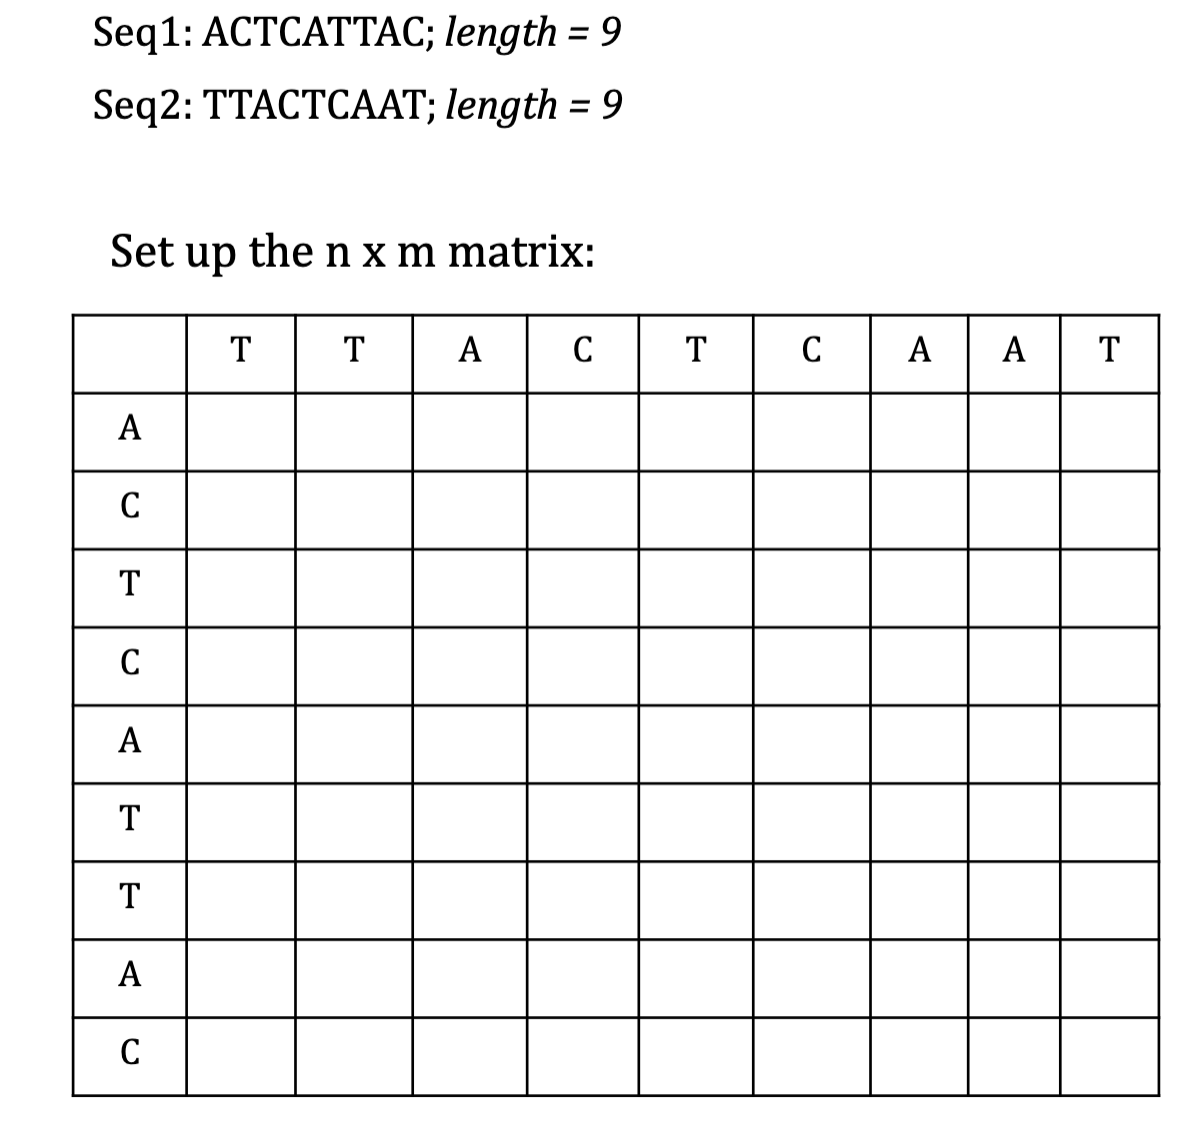 Seq1: ACTCATTAC; length = 9
Seq2: TTACTCAAT; length = 9
Set up the n x m matrix:
T T A C T C A A T
A
C
T
C
A
T
T
A
C